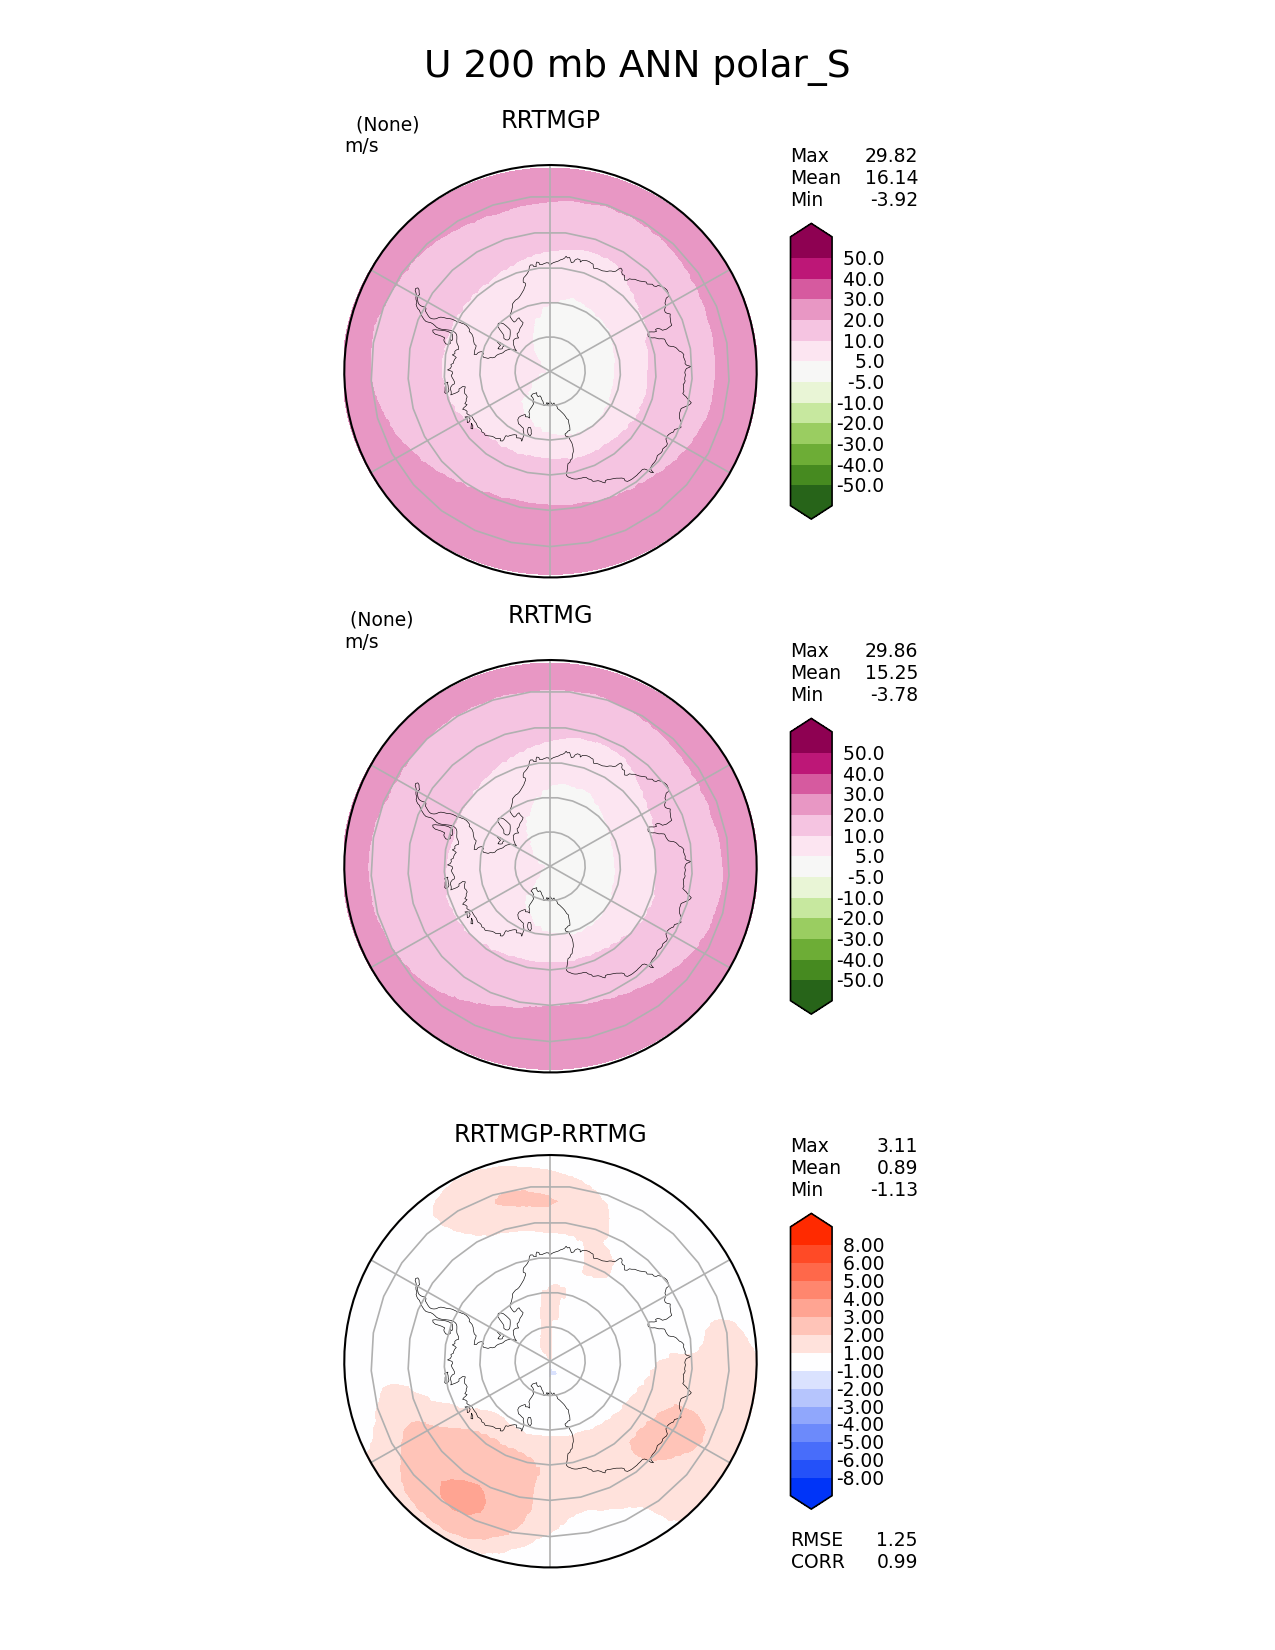 U 200 mb ANN polar_S
(None)
RRTMGP
m/s
Max 29.82
Mean 16.14
Min -3.92
50.0
40.0
30.0
20.0
10.0
5.0
-5.0
-10.0
-20.0
-30.0
-40.0
-50.0
(None)
RRTMG
m/s
Max 29.86
Mean 15.25
Min -3.78
50.0
40.0
30.0
20.0
10.0
5.0
-5.0
-10.0
-20.0
-30.0
-40.0
-50.0
RRTMGP-RRTMG
Max 3.11
Mean 0.89
Min -1.13
8.00
6.00
5.00
4.00
3.00
2.00
1.00
-1.00
-2.00
-3.00
-4.00
-5.00
-6.00
-8.00
RMSE 1.25
CORR 0.99